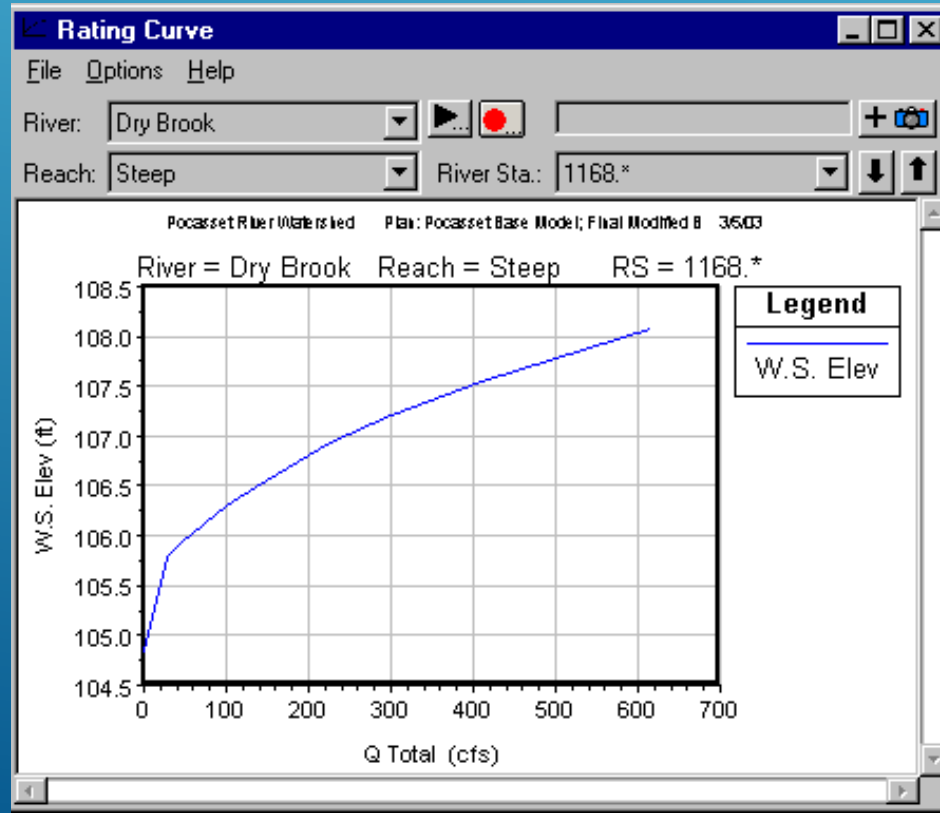 Rating Curve
File Options Help
River: Dry Brook
Reach: Steep River Sta.: 1168.*
Pocasset River Watershed Plan: Pocasset Base Model; Final Modified B 3/5/03
River = Dry Brook Reach = Steep RS = 1168.*
108.5
108.0
107.5
107.0
106.5
106.0
105.5
105.0
104.5
W.S. Elev (ft)
0 100 200 300 400 500 600 700
Q Total (cfs)
Legend
W.S. Elev